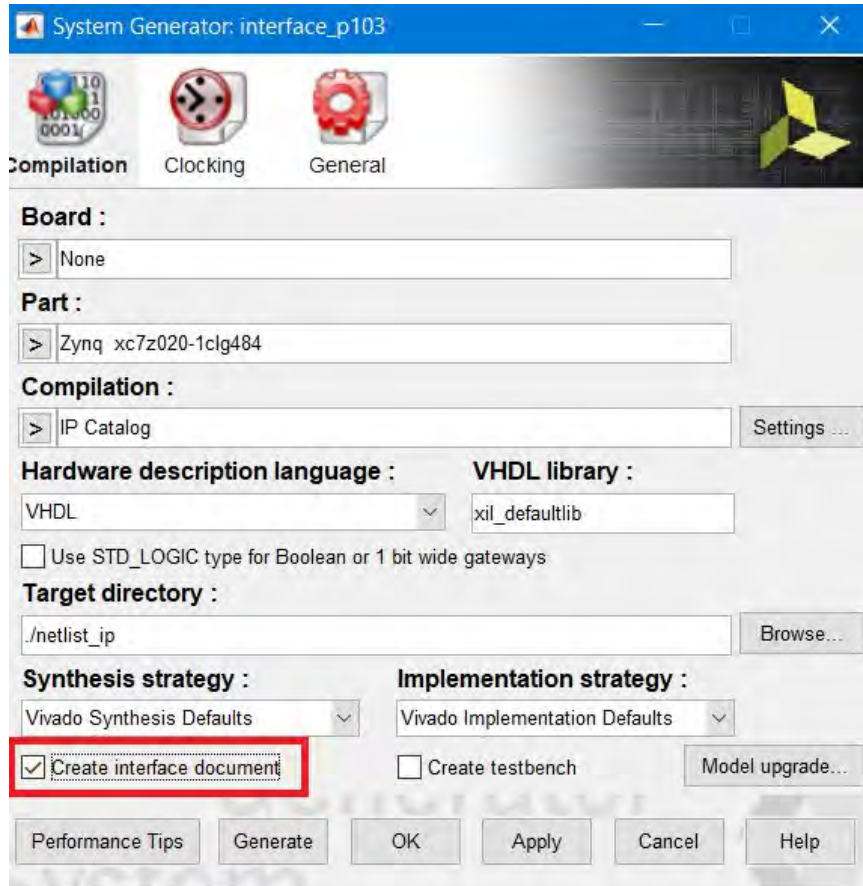 System Generator: interface_p103
Compilation Clocking General
Board :
> None
Part :
> Zynq xc7z020-1clg484
Compilation :
> IP Catalog Settings ...
Hardware description language : VHDL library :
VHDL xil_defaultlib
Use STD_LOGIC type for Boolean or 1 bit wide gateways
Target directory :
./netlist_ip Browse...
Synthesis strategy : Implementation strategy :
Vivado Synthesis Defaults Vivado Implementation Defaults
Create interface document Create testbench Model upgrade...
Performance Tips Generate OK Apply Cancel Help